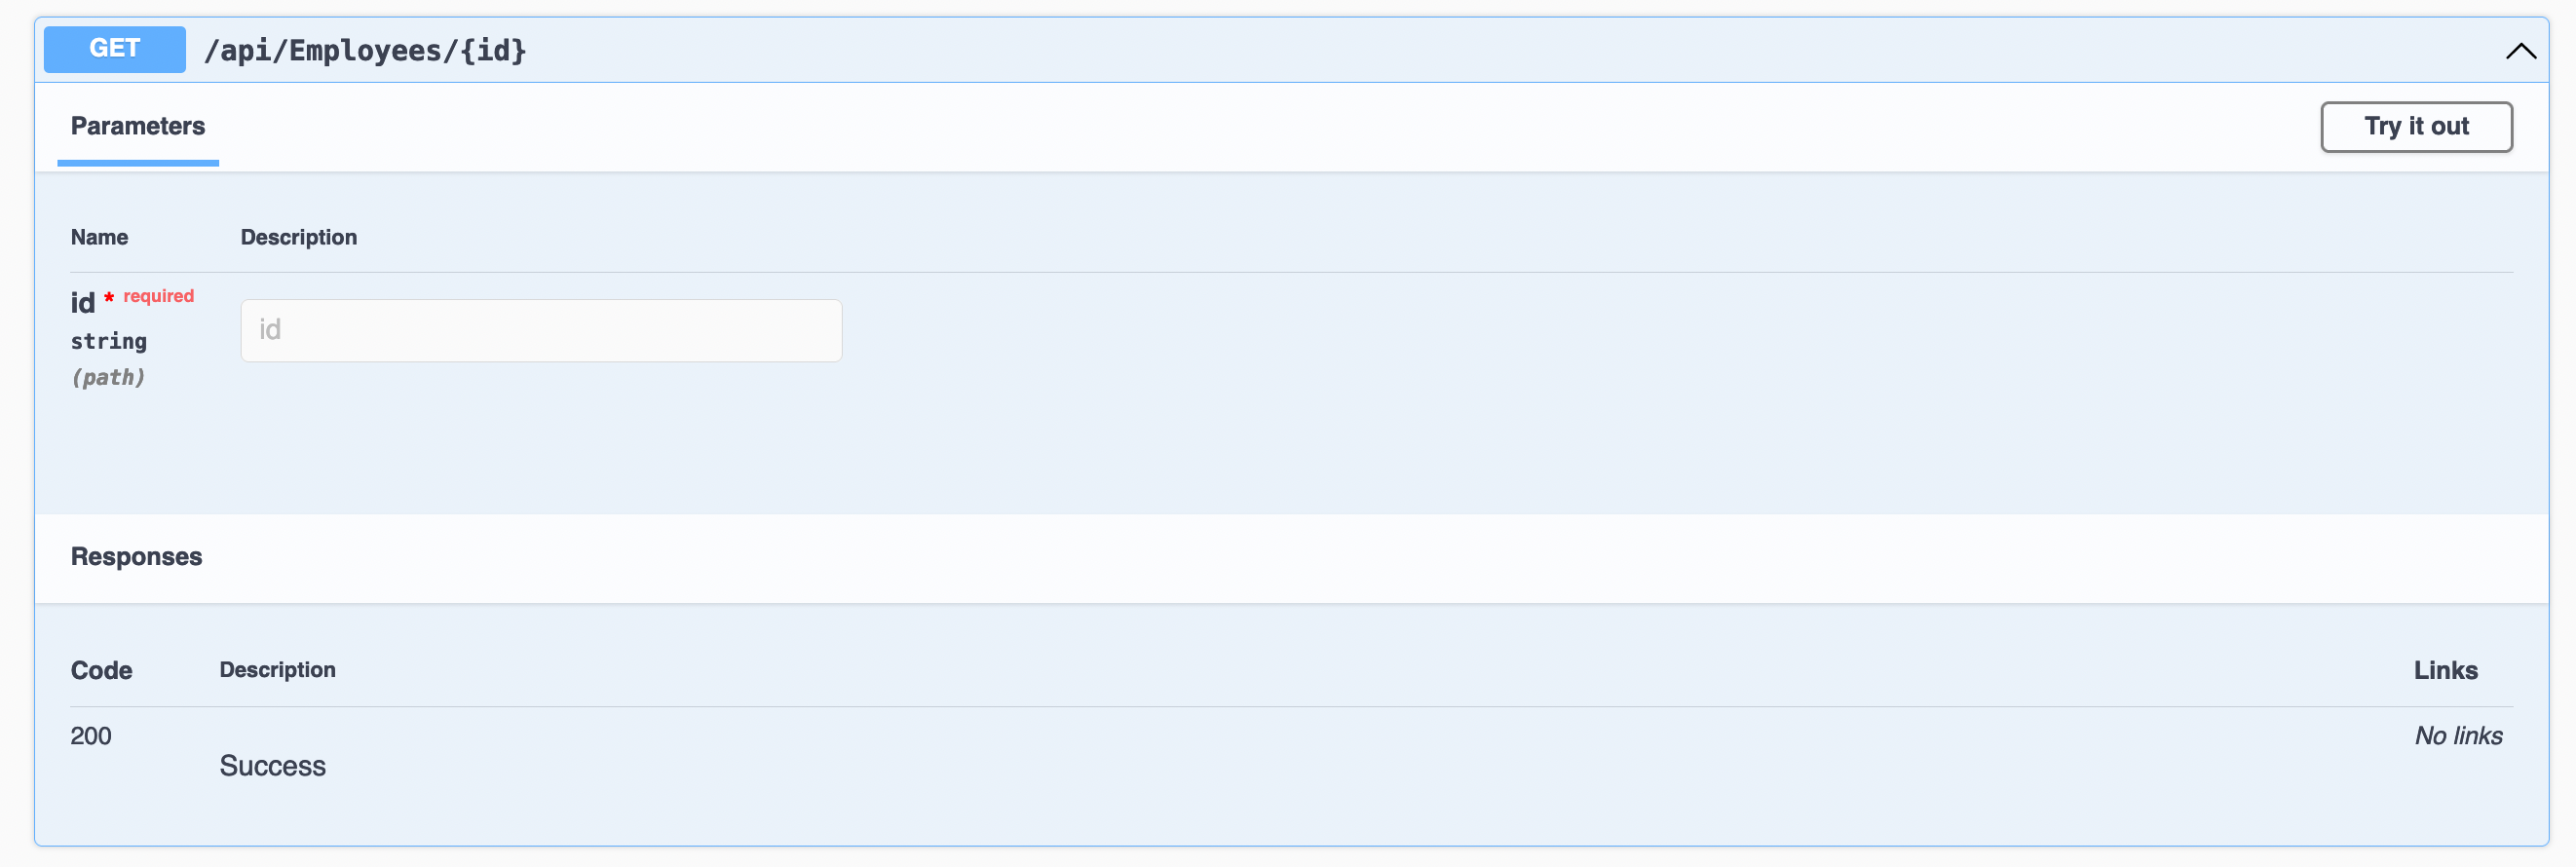 GET /api/Employees/{id}
Parameters
Try it out
Name Description
id * required
string
(path)
id
Responses
Code Description Links
200 Success No links